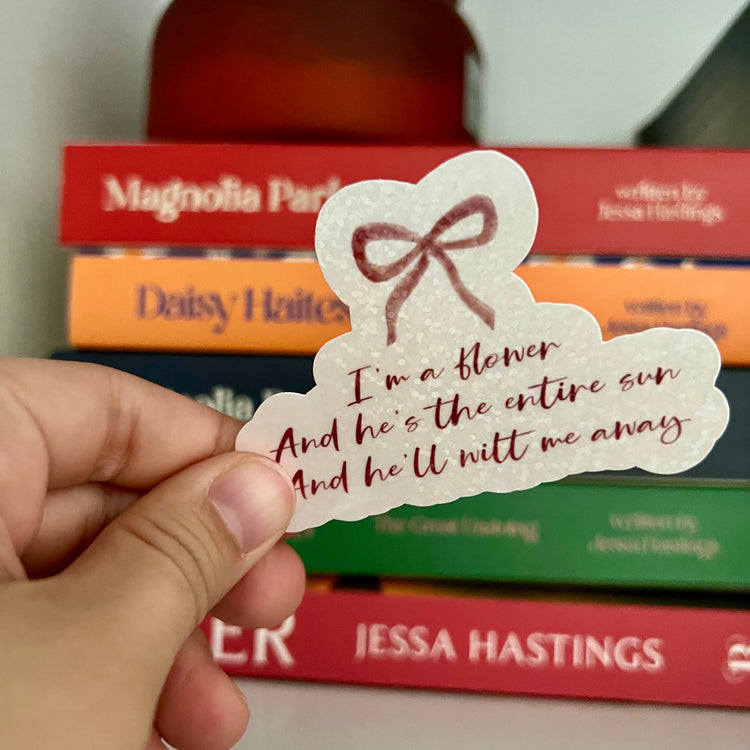 Magnolia Par
written by
Jessa Hastings
Daisy Haites
written by
I'm a flower
And he's the entire sun
And he'll wilt me away
The Great Undoing
written by
Jessa Hastings
ER
JESSA HASTINGS